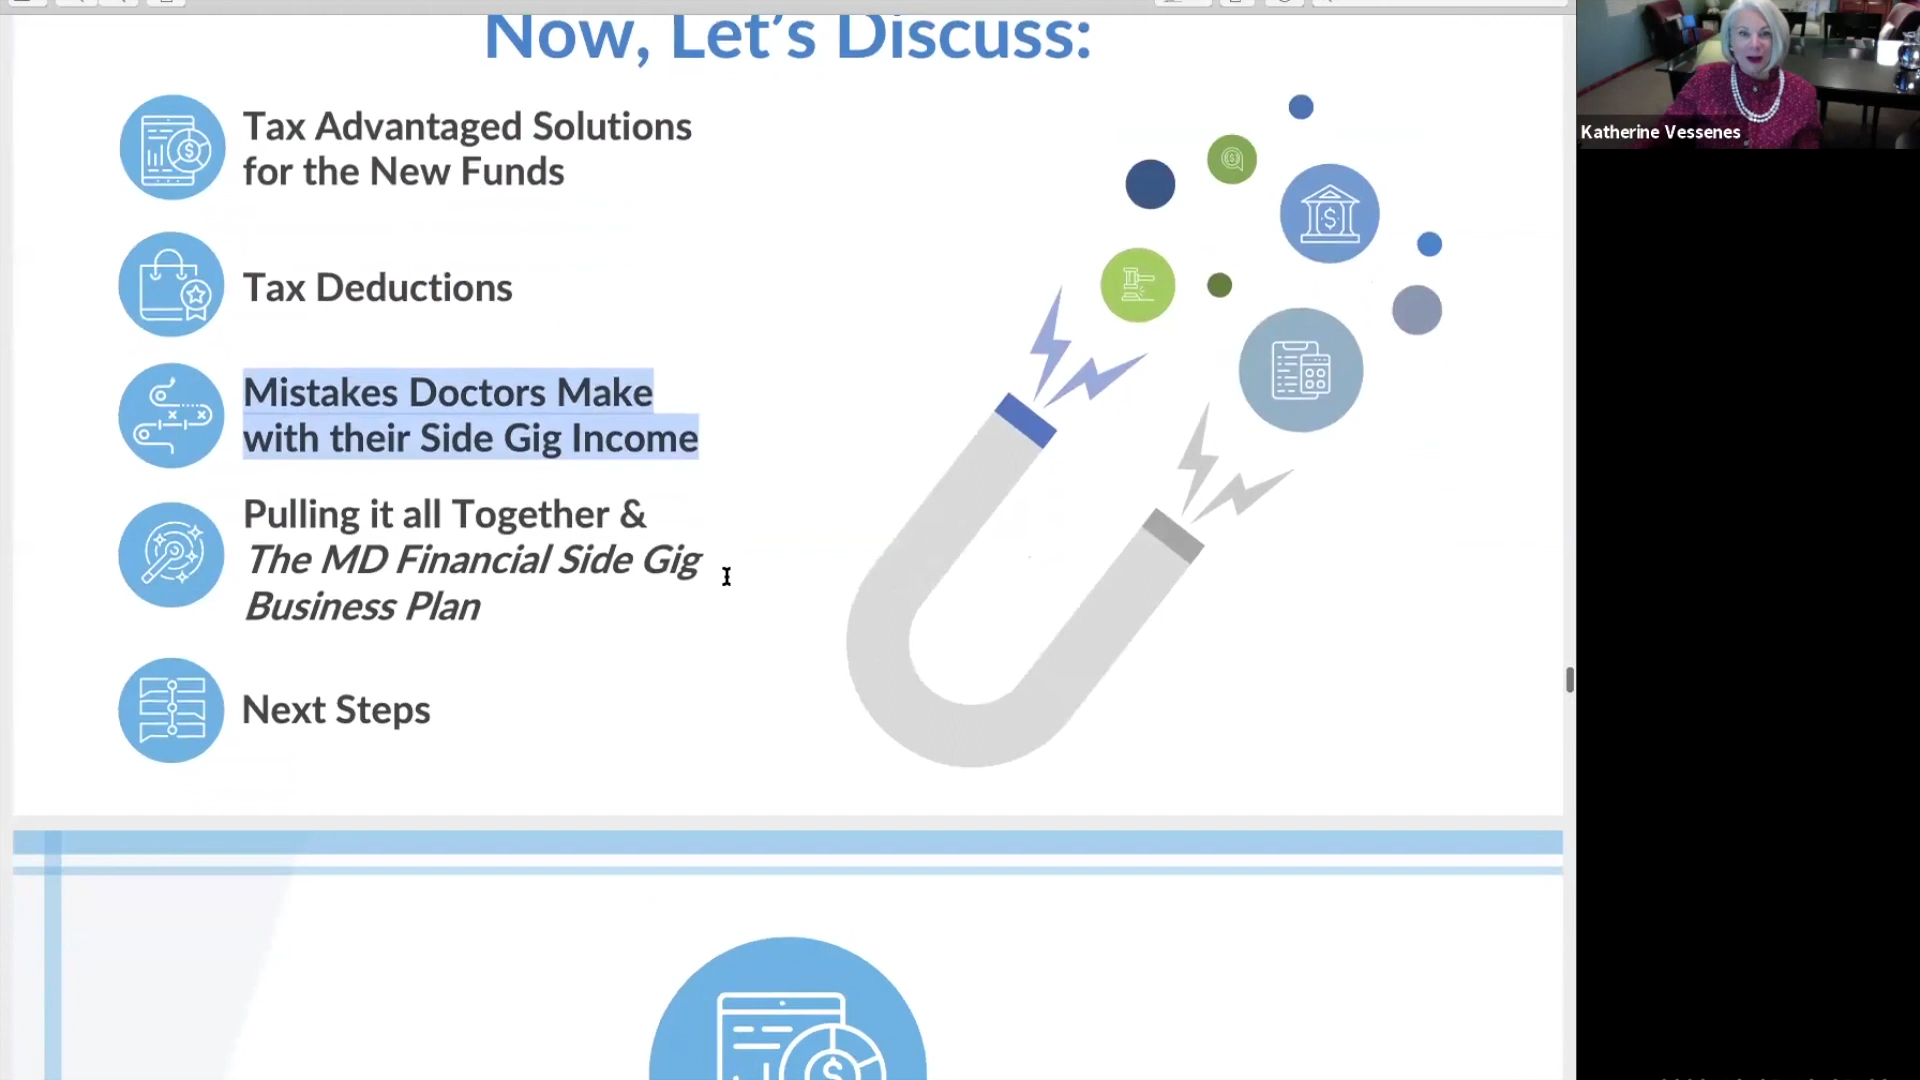 Now, Let's Discuss:
Tax Advantaged Solutions
for the New Funds
Tax Deductions
Mistakes Doctors Make
with their Side Gig Income
Pulling it all Together &
The MD Financial Side Gig
Business Plan
Next Steps
Katherine Vessenes